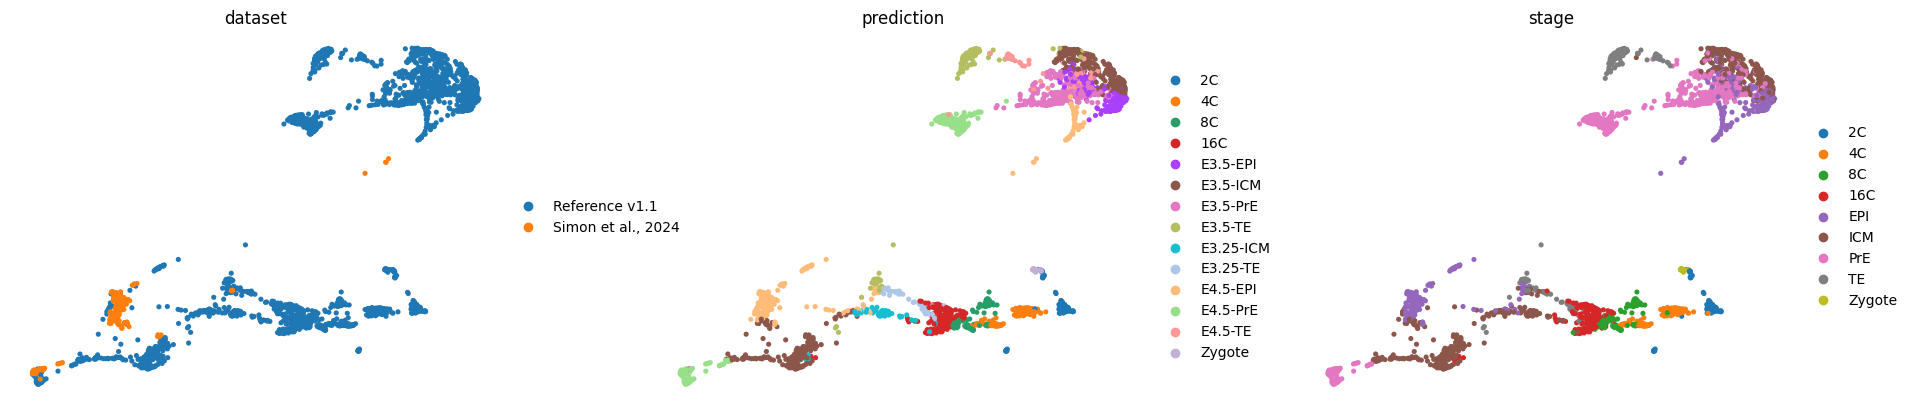 dataset
Reference v1.1
Simon et al., 2024
prediction
2C
4C
8C
16C
E3.5-EPI
E3.5-ICM
E3.5-PrE
E3.5-TE
E3.25-ICM
E3.25-TE
E4.5-EPI
E4.5-PrE
E4.5-TE
Zygote
stage
2C
4C
8C
16C
EPI
ICM
PrE
TE
Zygote